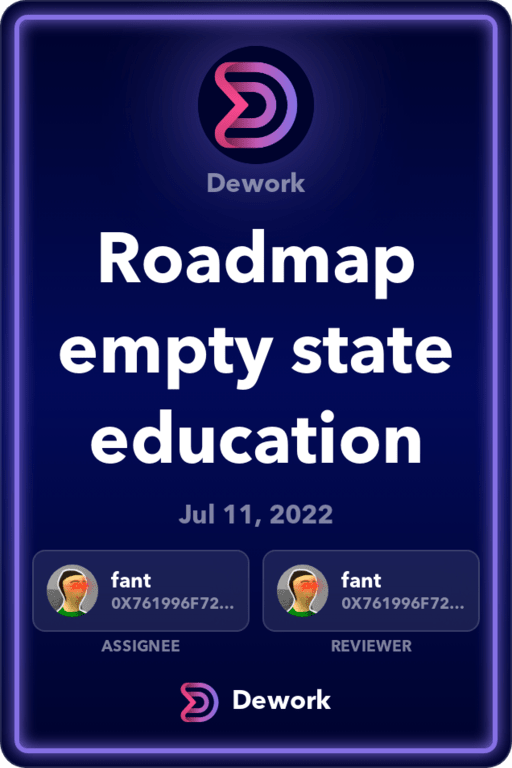 Dework
Roadmap
empty state
education
Jul 11, 2022
fant
0X761996F72...
ASSIGNEE
fant
0X761996F72...
REVIEWER
Dework